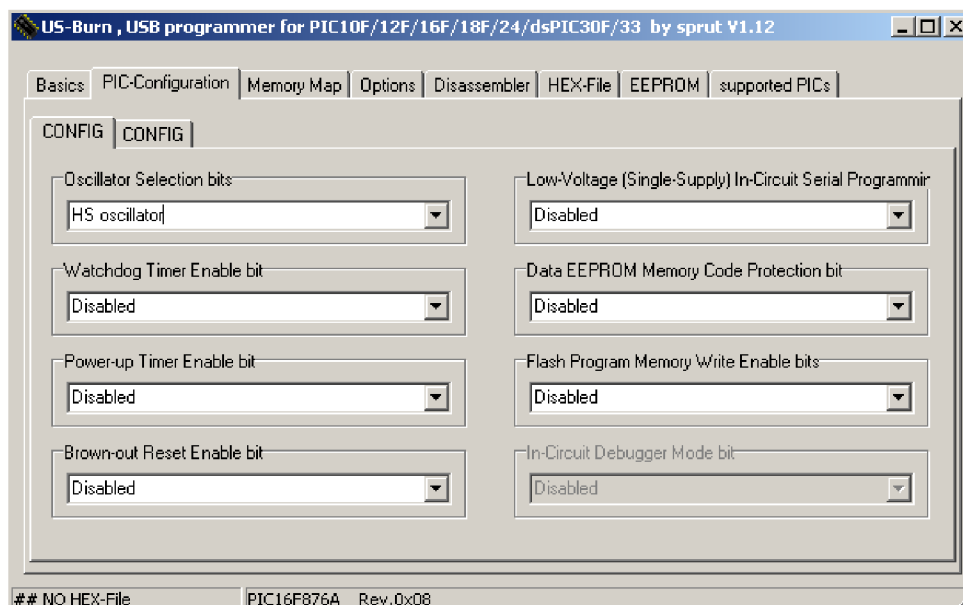 US-Burn , USB programmer for PIC10F/12F/16F/18F/24/dsPIC30F/33 by sprut V1.12
Basics PIC-Configuration Memory Map Options Disassembler HEX-File EEPROM supported PICs
CONFIG CONFIG
Oscillator Selection bits
HS oscillator
Watchdog Timer Enable bit
Disabled
Power-up Timer Enable bit
Disabled
Brown-out Reset Enable bit
Disabled
Low-Voltage (Single-Supply) In-Circuit Serial Programmin
Disabled
Data EEPROM Memory Code Protection bit
Disabled
Flash Program Memory Write Enable bits
Disabled
In-Circuit Debugger Mode bit
Disabled
## NO HEX-File PIC16F876A Rev.0x08